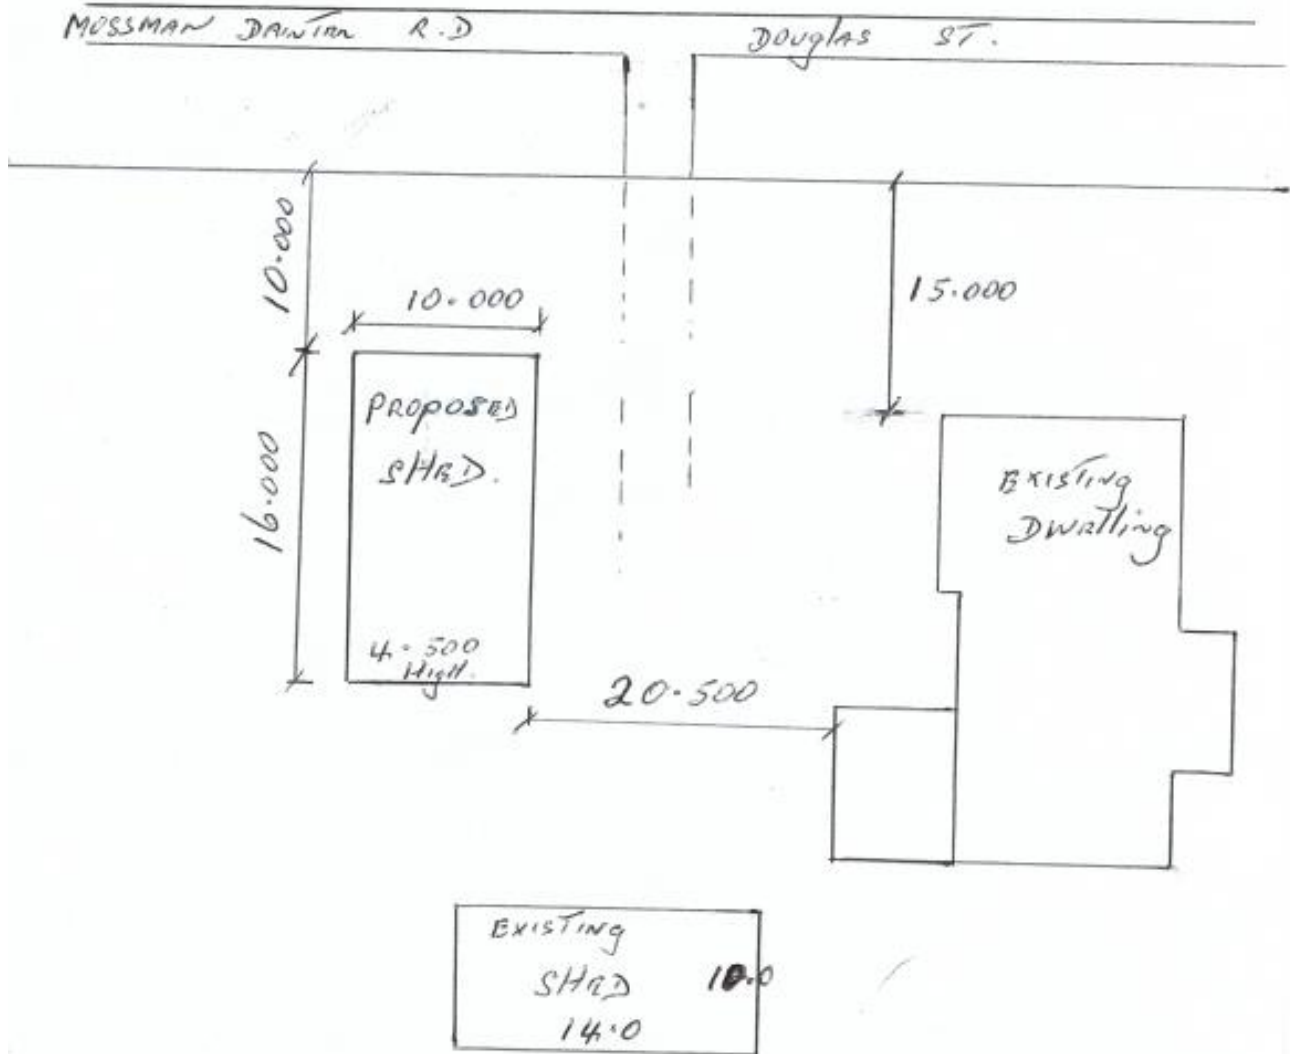 MOSSMAN DAINTREE R.D
DOUGLAS ST.
10.000
10.000
15.000
16.000
PROPOSED
SHED.
EXISTING
DWELLING
4.500
HIGH.
20.500
EXISTING
SHED
10.0
14.0